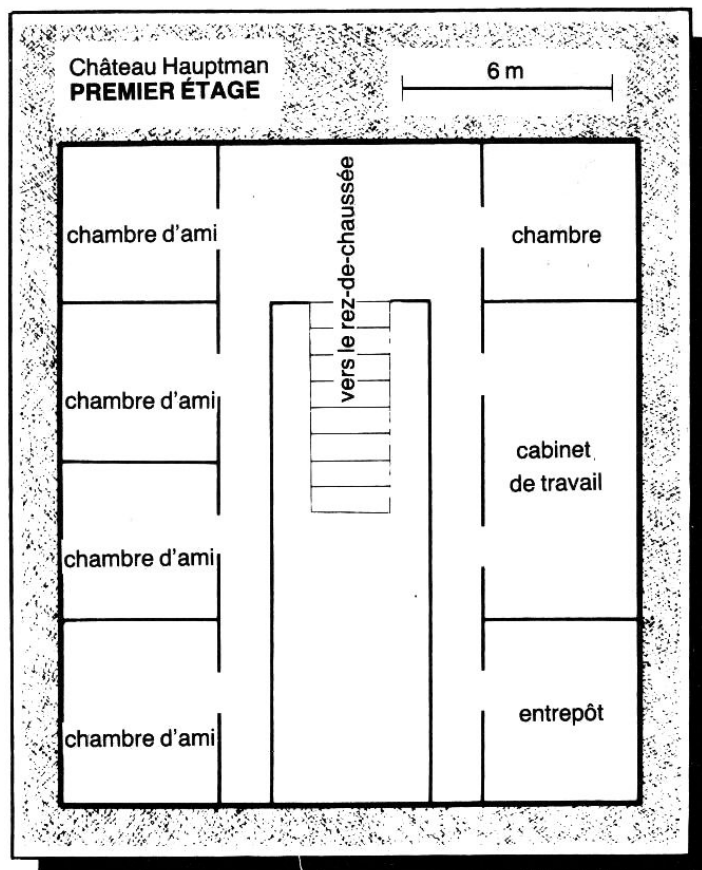 Château Hauptman
PREMIER ÉTAGE
6 m
chambre d'ami
vers le rez-de-chaussée
chambre
chambre d'ami
cabinet
de travail
chambre d'ami
chambre d'ami
entrepôt